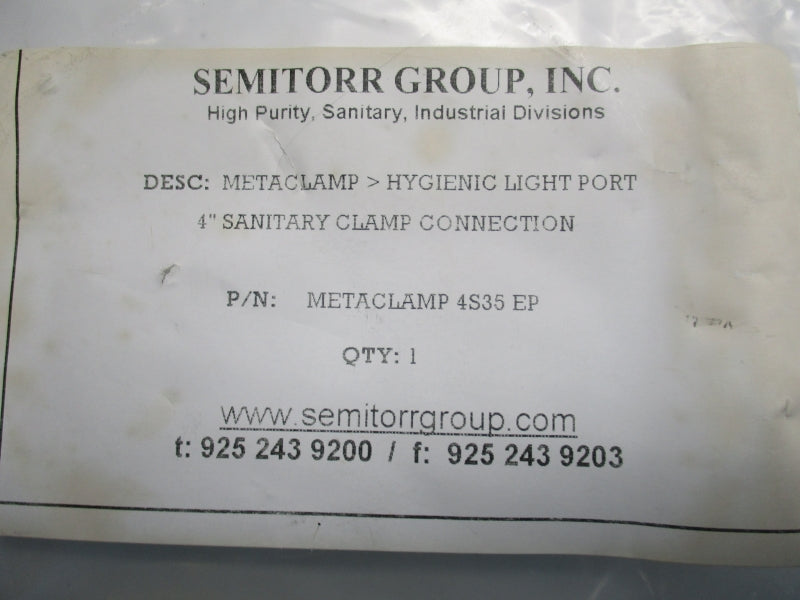 SEMITORR GROUP, INC.
High Purity, Sanitary, Industrial Divisions
DESC: METACLAMP > HYGIENIC LIGHT PORT
4" SANITARY CLAMP CONNECTION
P/N: METACLAMP 4S35 EP
QTY: 1
www.semitorrgroup.com
t: 925 243 9200 / f: 925 243 9203